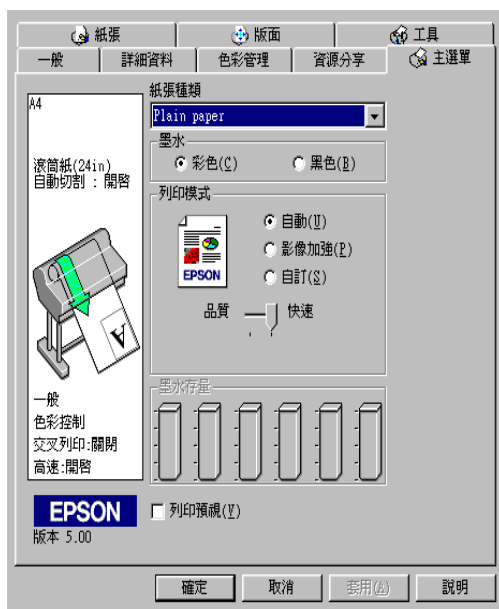 紙張 版面 工具
一般 詳細資料 色彩管理 資源分享 主選單
A4
滾筒紙(24in)
自動切割 : 開啓
A
一般
色彩控制
交叉列印:關閉
高速:開啓
EPSON
版本 5.00
紙張種類
Plain paper
墨水
彩色(C) 黑色(B)
列印模式
EPSON
自動(U)
影像加強(P)
自訂(S)
品質 快速
墨水存量
列印預視(V)
確定 取消 套用(A) 說明